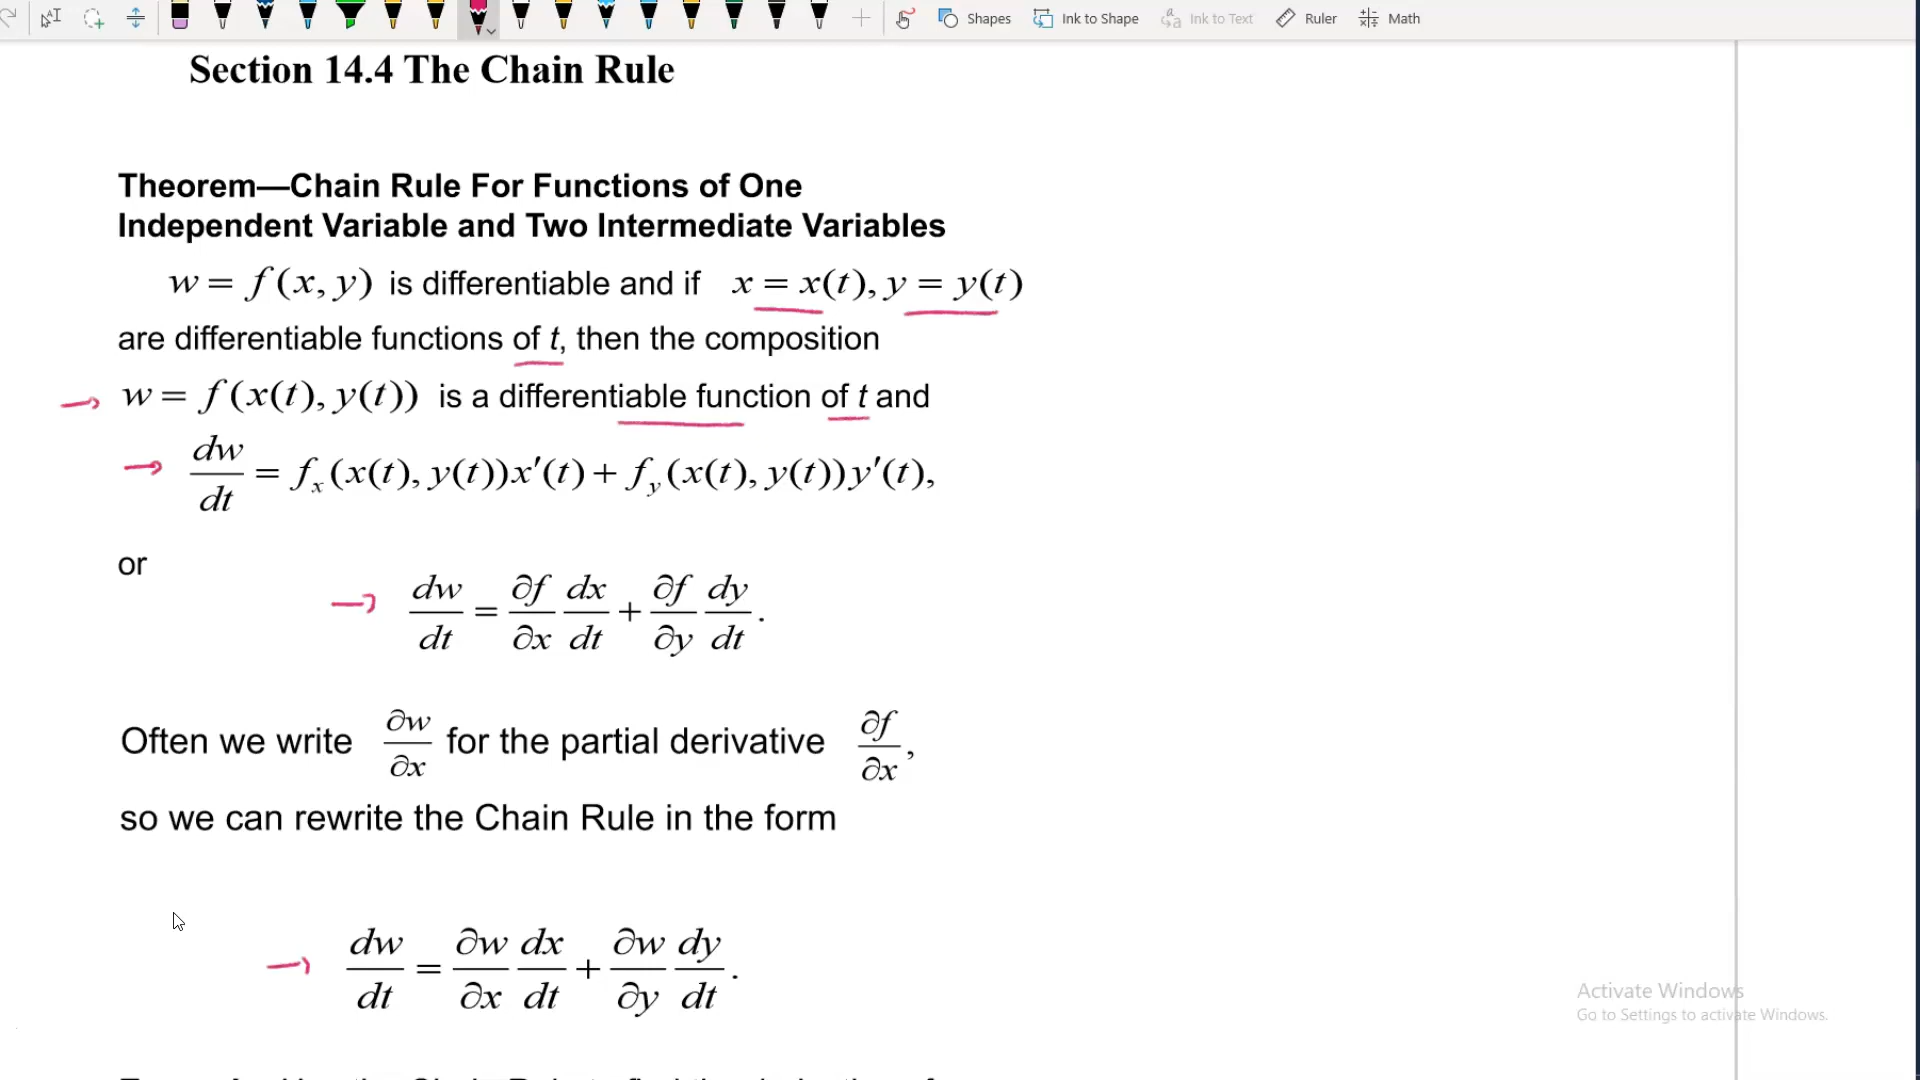 Shapes Ink to Shape Ink to Text Ruler Math
Section 14.4 The Chain Rule
Theorem—Chain Rule For Functions of One
Independent Variable and Two Intermediate Variables
w = f(x, y) is differentiable and if x = x(t), y = y(t)
are differentiable functions of t, then the composition
w = f(x(t), y(t)) is a differentiable function of t and
dw/dt = fₓ(x(t), y(t))x′(t) + f_y(x(t), y(t))y′(t),
or
dw/dt = ∂f/∂x dx/dt + ∂f/∂y dy/dt.
Often we write ∂w/∂x for the partial derivative ∂f/∂x,
so we can rewrite the Chain Rule in the form
dw/dt = ∂w/∂x dx/dt + ∂w/∂y dy/dt.
Activate Windows
Go to Settings to activate Windows.